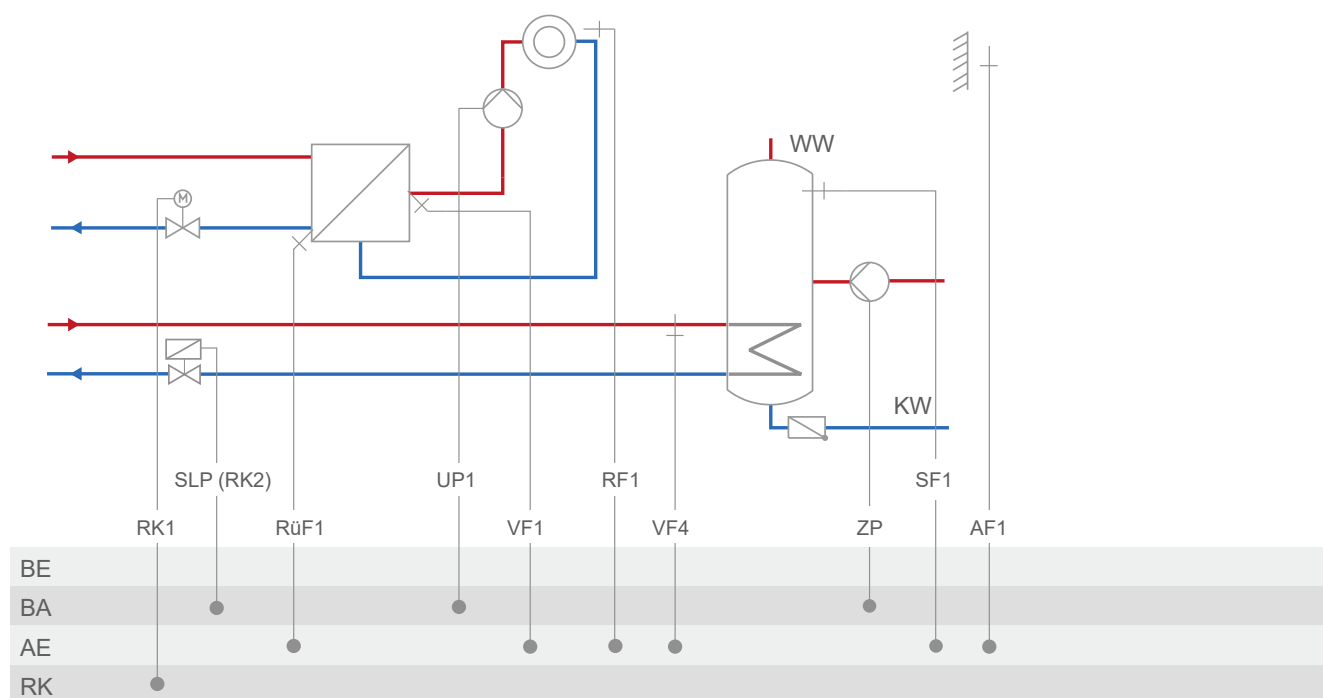 M
WW
KW
SLP (RK2) UP1 RF1 SF1
RK1 RüF1 VF1 VF4 ZP AF1
BE
BA
AE
RK